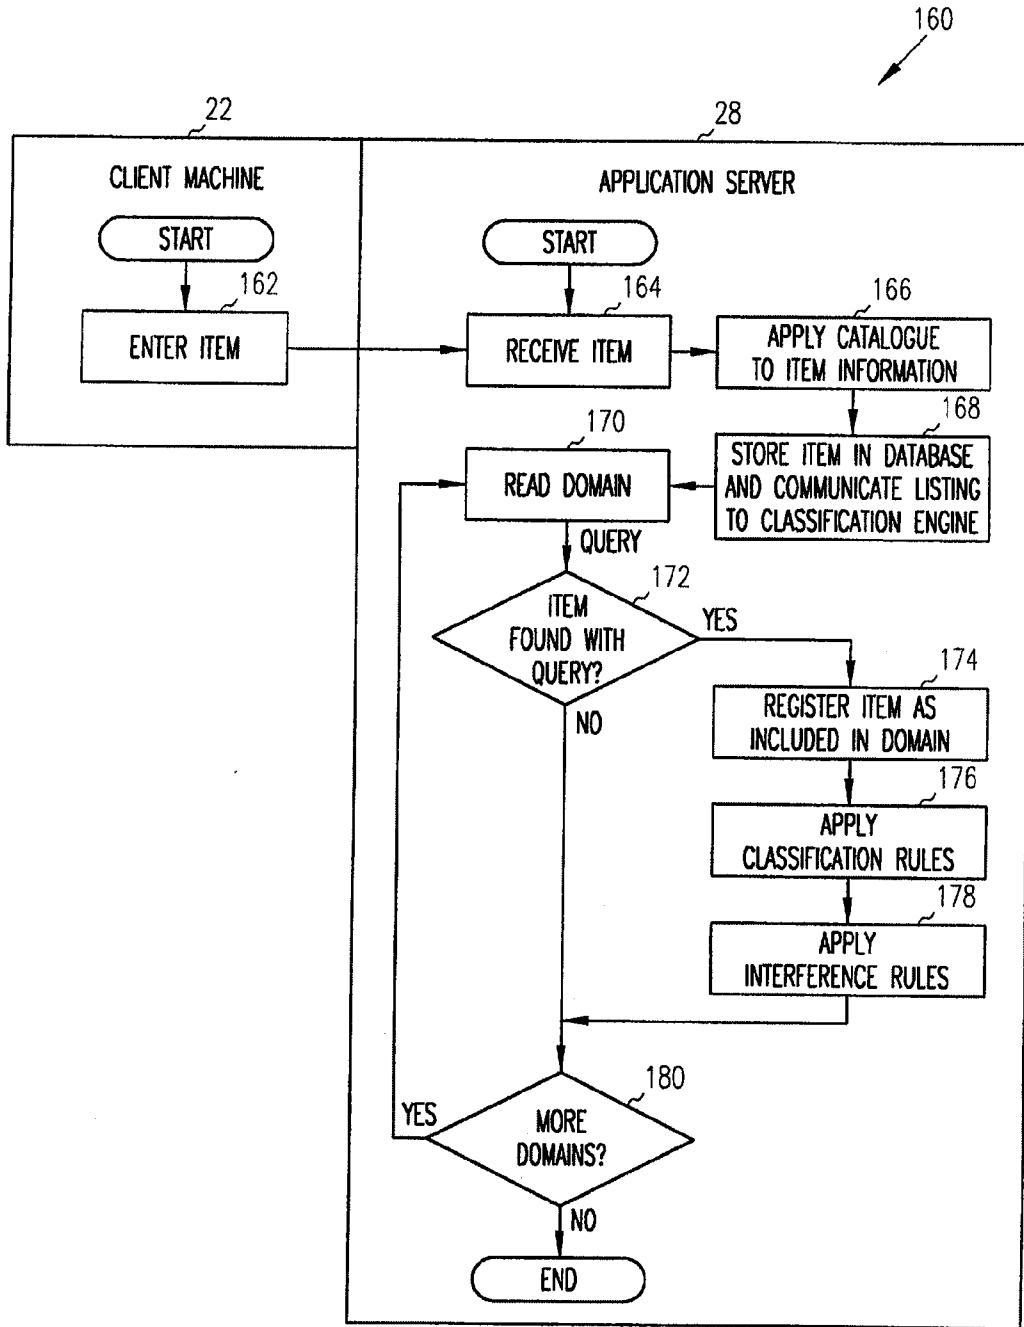 160
22
28
CLIENT MACHINE
APPLICATION SERVER
START
START
162
164
166
ENTER ITEM
RECEIVE ITEM
APPLY CATALOGUE
TO ITEM INFORMATION
168
170
STORE ITEM IN DATABASE
AND COMMUNICATE LISTING
TO CLASSIFICATION ENGINE
READ DOMAIN
QUERY
172
ITEM
FOUND WITH
QUERY?
YES
NO
174
REGISTER ITEM AS
INCLUDED IN DOMAIN
176
APPLY
CLASSIFICATION RULES
178
APPLY
INTERFERENCE RULES
180
YES
MORE
DOMAINS?
NO
END